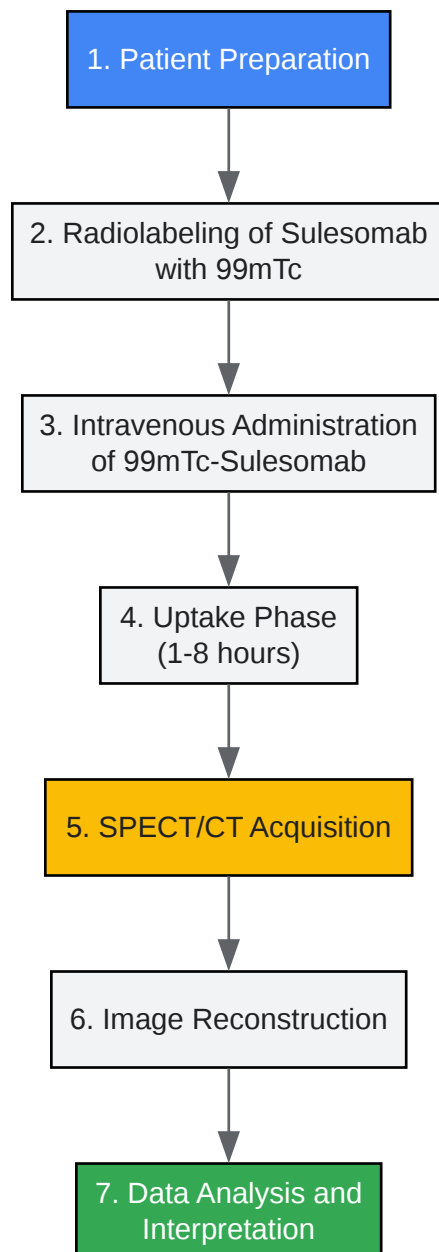 1. Patient Preparation
2. Radiolabeling of Sulesomab
with 99mTc
3. Intravenous Administration
of 99mTc-Sulesomab
4. Uptake Phase
(1-8 hours)
5. SPECT/CT Acquisition
6. Image Reconstruction
7. Data Analysis and
Interpretation